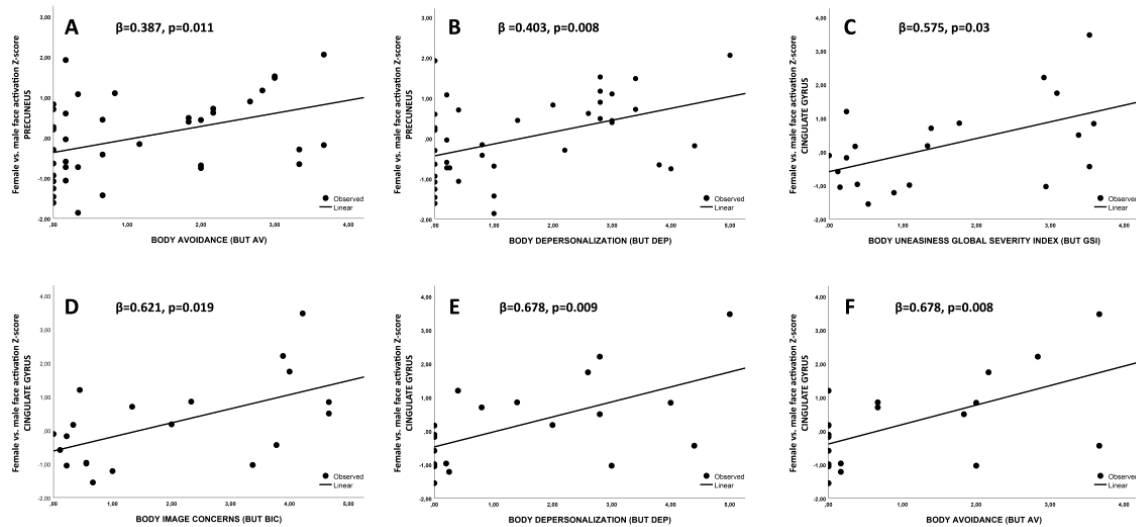 A
β=0.387, p=0.011
Female vs. male face activation Z-score
PRECUNEUS
3,00
2,00
1,00
,00
-1,00
-2,00
,00 1,00 2,00 3,00 4,00
Observed
Linear
BODY AVOIDANCE (BUT AV)
B
β =0.403, p=0.008
Female vs. male face activation Z-score
PRECUNEUS
3,00
2,00
1,00
,00
-1,00
-2,00
,00 1,00 2,00 3,00 4,00 5,00
Observed
Linear
BODY DEPERSONALIZATION (BUT DEP)
C
β=0.575, p=0.03
Female vs. male face activation Z-score
CINGULATE GYRUS
4,00
3,00
2,00
1,00
,00
-1,00
-2,00
,00 1,00 2,00 3,00 4,00
Observed
Linear
BODY UNEASINESS GLOBAL SEVERITY INDEX (BUT GSI)
D
β=0.621, p=0.019
Female vs. male face activation Z-score
CINGULATE GYRUS
4,00
3,00
2,00
1,00
,00
-1,00
-2,00
,00 1,00 2,00 3,00 4,00 5,00
Observed
Linear
BODY IMAGE CONCERNS (BUT BIC)
E
β=0.678, p=0.009
Female vs. male face activation Z-score
CINGULATE GYRUS
4,00
3,00
2,00
1,00
,00
-1,00
-2,00
,00 1,00 2,00 3,00 4,00 5,00
Observed
Linear
BODY DEPERSONALIZATION (BUT DEP)
F
β=0.678, p=0.008
Female vs. male face activation Z-score
CINGULATE GYRUS
4,00
3,00
2,00
1,00
,00
-1,00
-2,00
,00 1,00 2,00 3,00 4,00
Observed
Linear
BODY AVOIDANCE (BUT AV)